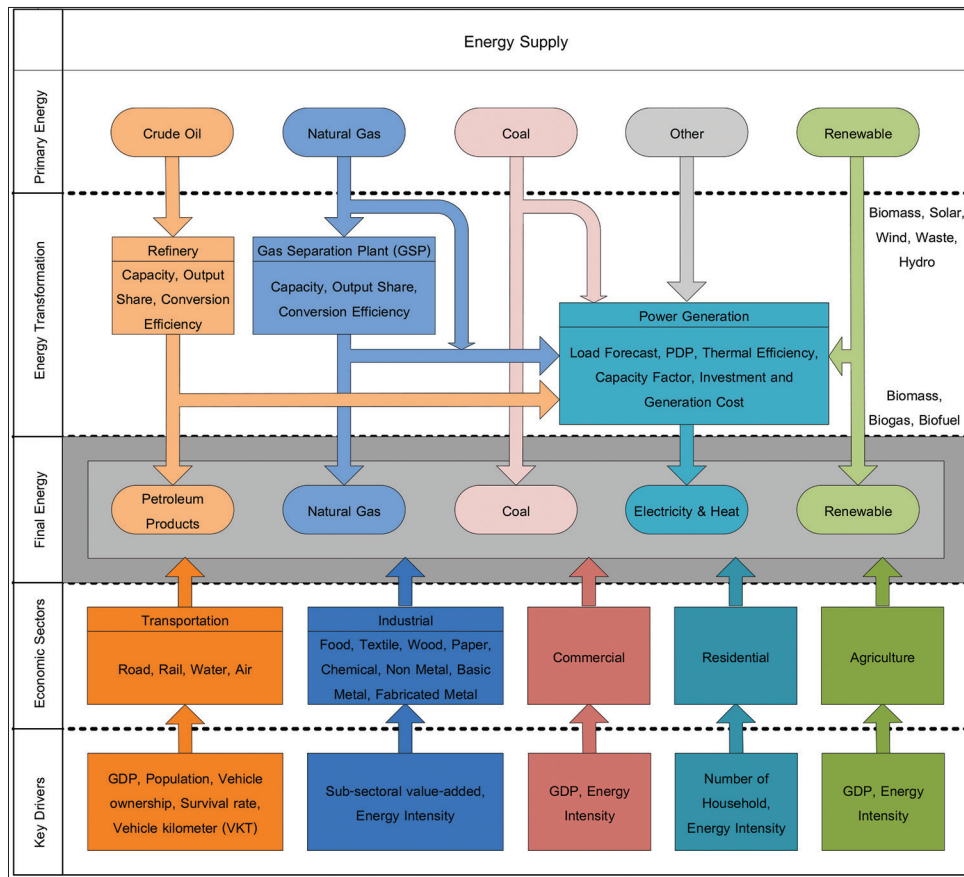 Energy Supply
Primary Energy
Crude Oil
Natural Gas
Coal
Other
Renewable
Energy Transformation
Biomass, Solar,
Wind, Waste,
Hydro
Refinery
Capacity, Output
Share, Conversion
Efficiency
Gas Separation Plant (GSP)
Capacity, Output Share,
Conversion Efficiency
Power Generation
Load Forecast, PDP, Thermal Efficiency,
Capacity Factor, Investment and
Generation Cost
Biomass,
Biogas, Biofuel
Final Energy
Petroleum
Products
Natural Gas
Coal
Electricity & Heat
Renewable
Economic Sectors
Transportation
Road, Rail, Water, Air
Industrial
Food, Textile, Wood, Paper,
Chemical, Non Metal, Basic
Metal, Fabricated Metal
Commercial
Residential
Agriculture
Key Drivers
GDP, Population, Vehicle
ownership, Survival rate,
Vehicle kilometer (VKT)
Sub-sectoral value-added,
Energy Intensity
GDP, Energy
Intensity
Number of
Household,
Energy Intensity
GDP, Energy
Intensity